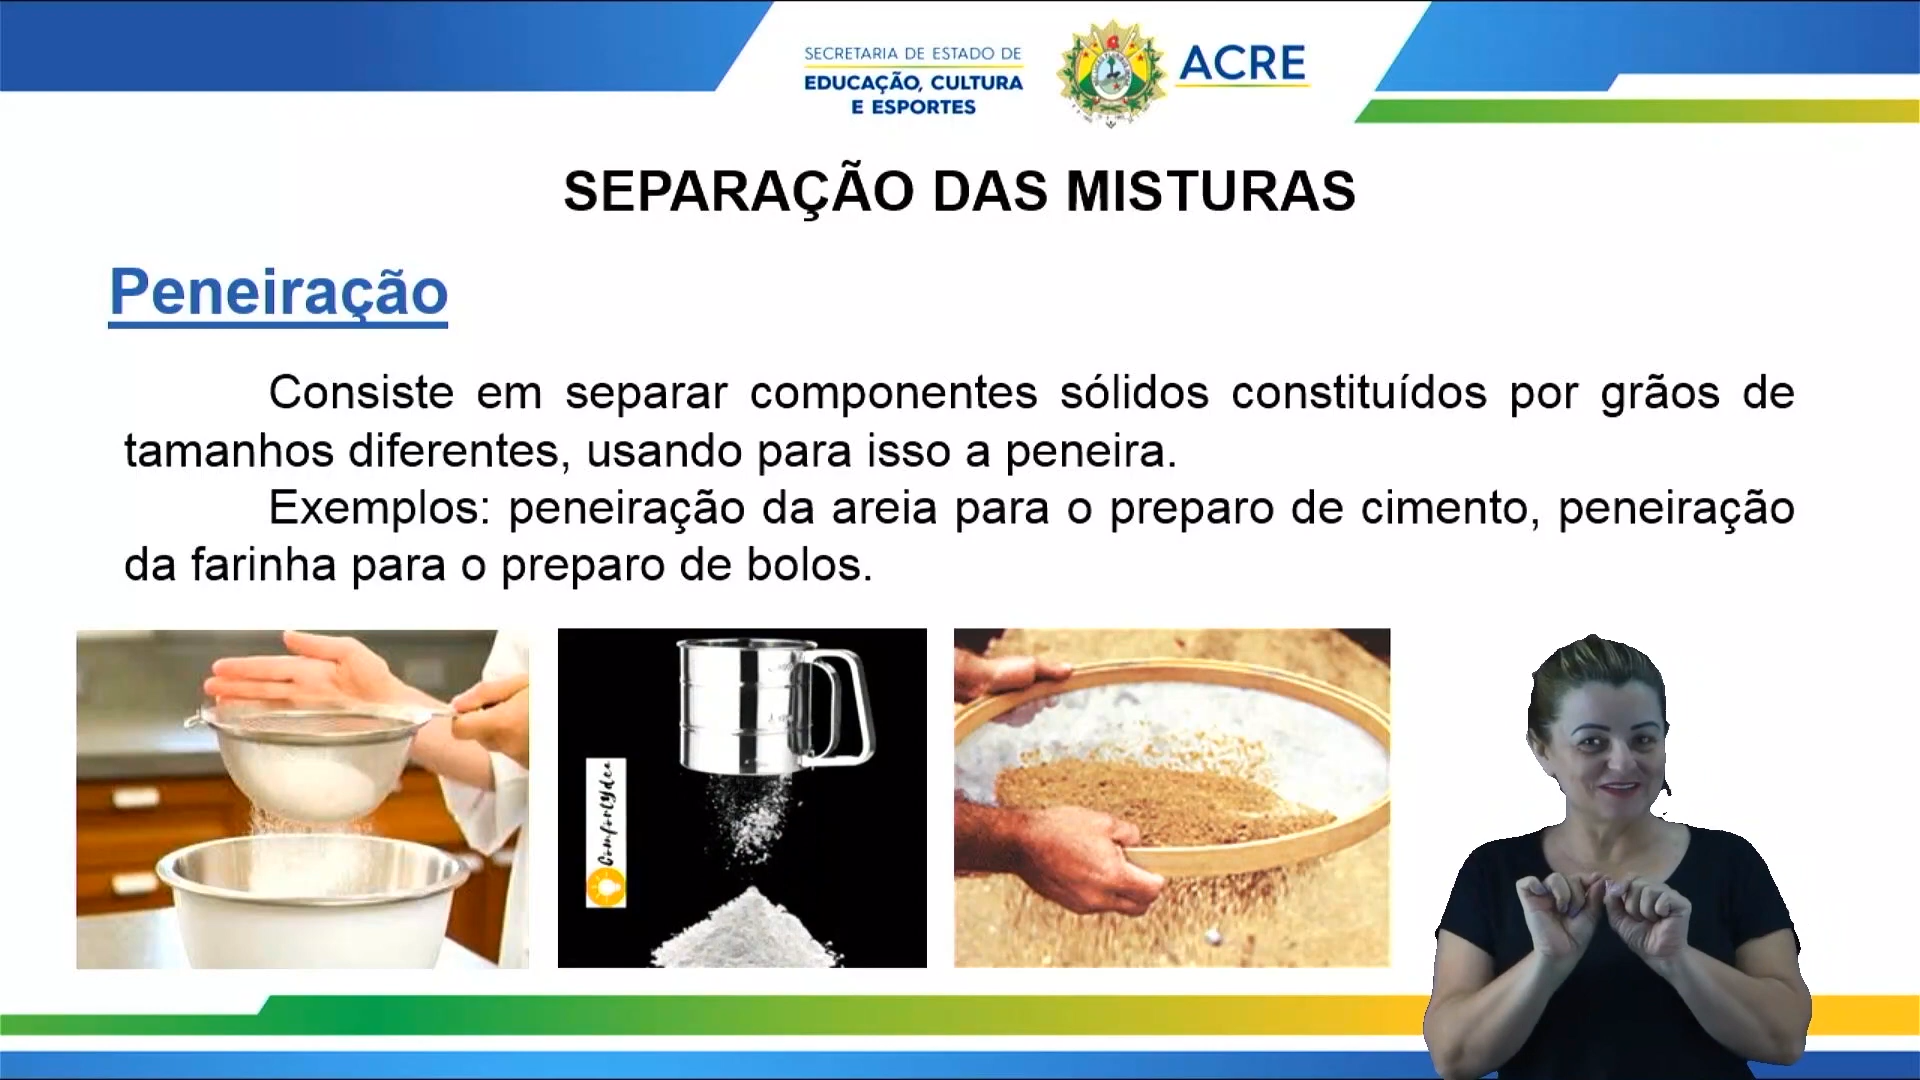 SECRETARIA DE ESTADO DE
EDUCAÇÃO, CULTURA
E ESPORTES
ACRE
SEPARAÇÃO DAS MISTURAS
Peneiração
Consiste em separar componentes sólidos constituídos por grãos de
tamanhos diferentes, usando para isso a peneira.
Exemplos: peneiração da areia para o preparo de cimento, peneiração
da farinha para o preparo de bolos.